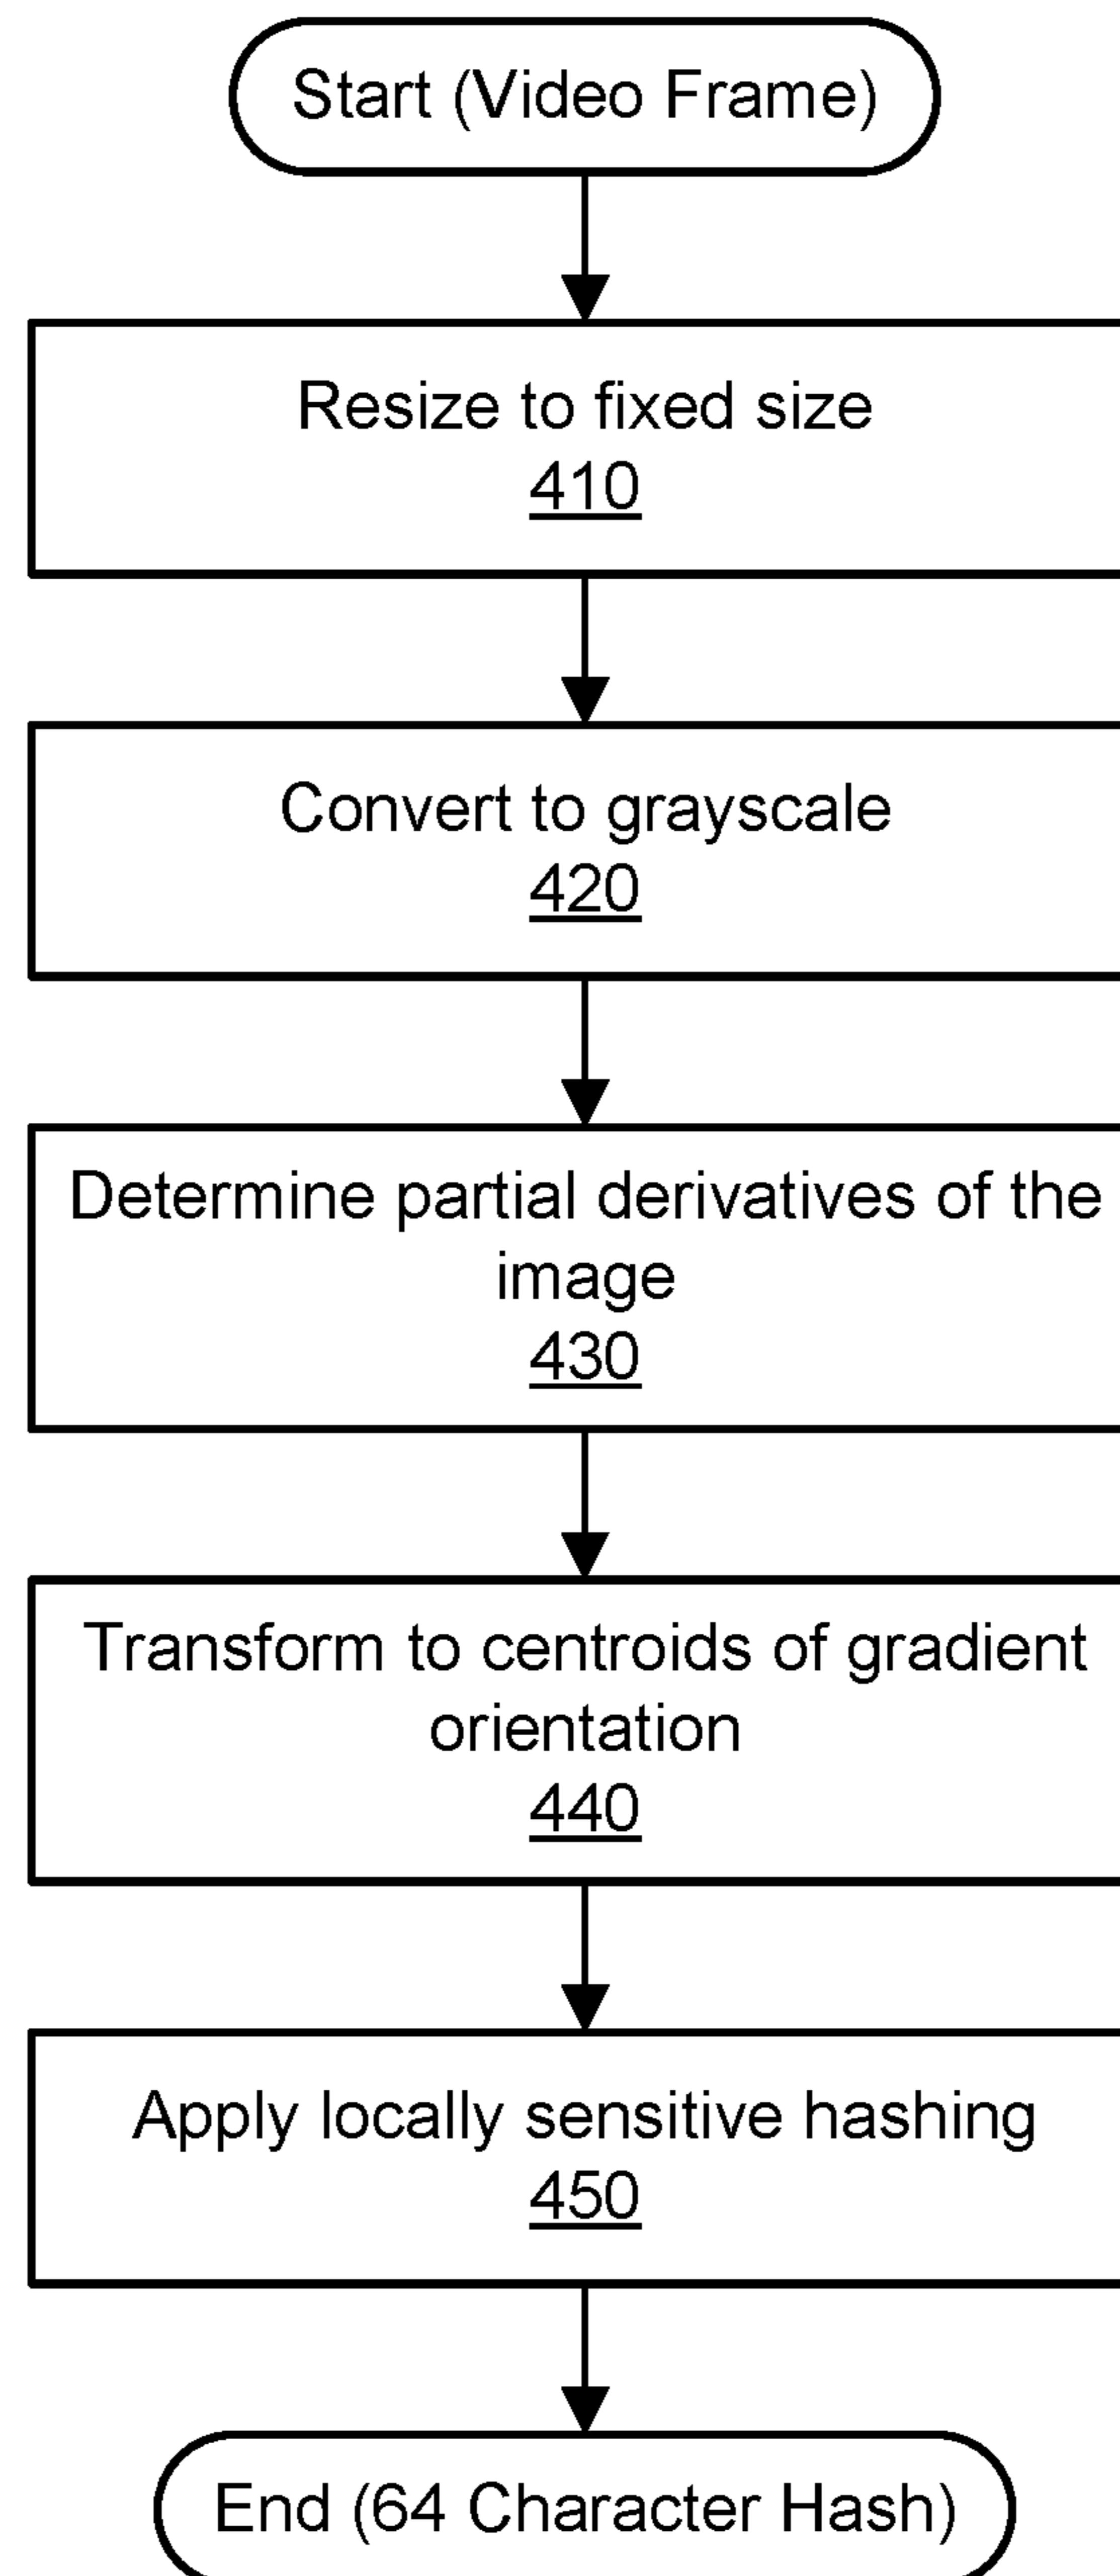 Start (Video Frame)
Resize to fixed size
410
Convert to grayscale
420
Determine partial derivatives of the
image
430
Transform to centroids of gradient
orientation
440
Apply locally sensitive hashing
450
End (64 Character Hash)